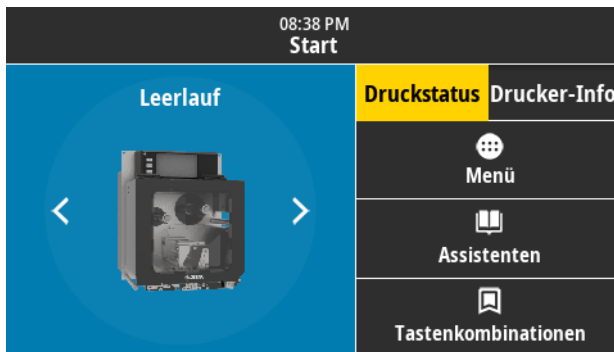 08:38 PM
Start
Leerlauf
Druckstatus
Drucker-Info
Menü
Assistenten
Tastenkombinationen